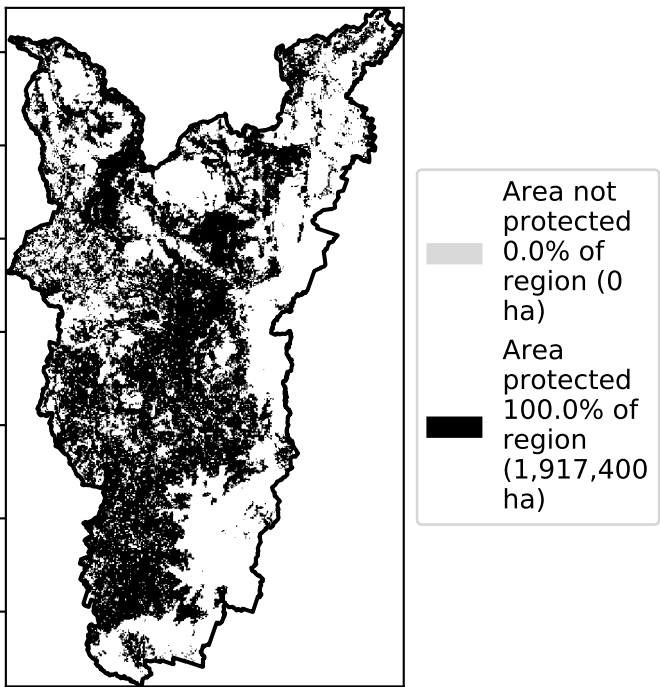 Area not
protected
0.0% of
region (0
ha)
Area
protected
100.0% of
region
(1,917,400
ha)